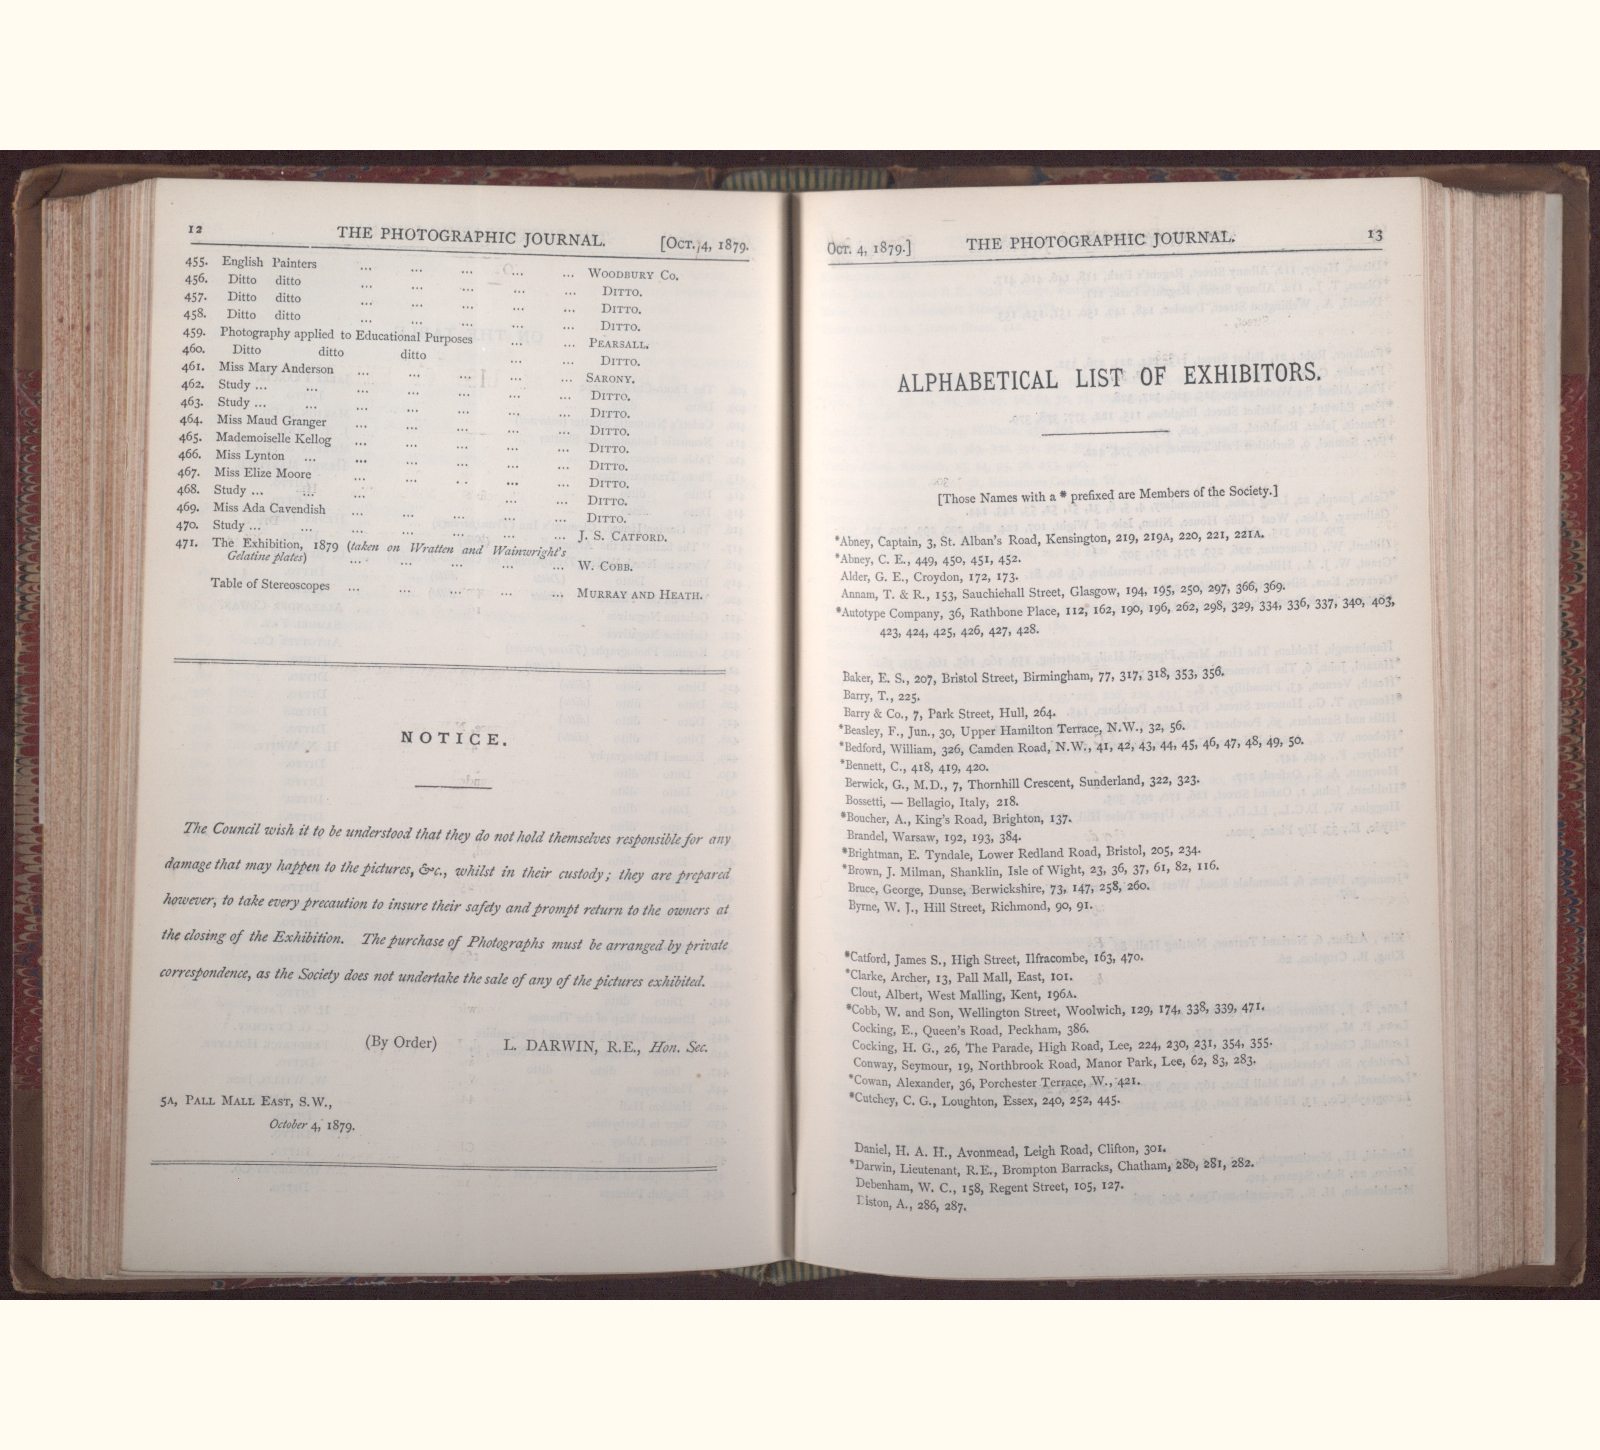 12 THE PHOTOGRAPHIC JOURNAL. [Oct. 4, 1879.
455. English Painters ... ... ... ... ... Woodbury Co.
456. Ditto ditto ... ... ... ... ... Ditto.
457. Ditto ditto ... ... ... ... ... Ditto.
458. Ditto ditto ... ... ... ... ... Ditto.
459. Photography applied to Educational Purposes ... ... Pearsall.
460. Ditto ditto ditto ... ... Ditto.
461. Miss Mary Anderson ... ... ... ... ... Sarony.
462. Study ... ... ... ... ... ... Ditto.
463. Study ... ... ... ... ... ... Ditto.
464. Miss Maud Granger ... ... ... ... ... Ditto.
465. Mademoiselle Kellog ... ... ... ... ... Ditto.
466. Miss Lynton ... ... ... ... ... ... Ditto.
467. Miss Elize Moore ... ... ... ... ... Ditto.
468. Study ... ... ... ... ... Ditto.
469. Miss Ada Cavendish ... ... ... ... ... Ditto.
470. Study ... ... ... ... ... ... J. S. Catford.
471. The Exhibition, 1879 (taken on Wratten and Wainwright's
Gelatine plates) ... ... ... ... ... W. Cobb.
Table of Stereoscopes ... ... ... ... ... Murray and Heath.
NOTICE.
The Council wish it to be understood that they do not hold themselves responsible for any
damage that may happen to the pictures, &c., whilst in their custody; they are prepared
however, to take every precaution to insure their safety and prompt return to the owners at
the closing of the Exhibition. The purchase of Photographs must be arranged by private
correspondence, as the Society does not undertake the sale of any of the pictures exhibited.
(By Order) L. DARWIN, R.E., Hon. Sec.
5A, Pall Mall East, S.W.,
October 4, 1879.
Oct. 4, 1879.] THE PHOTOGRAPHIC JOURNAL. 13
ALPHABETICAL LIST OF EXHIBITORS.
[Those Names with a * prefixed are Members of the Society.]
*Abney, Captain, 3, St. Alban's Road, Kensington, 219, 219A, 220, 221, 221A.
*Abney, C. E., 449, 450, 451, 452.
Alder, G. E., Croydon, 172, 173.
Annam, T. & R., 153, Sauchiehall Street, Glasgow, 194, 195, 250, 297, 366, 369.
*Autotype Company, 36, Rathbone Place, 112, 162, 190, 196, 262, 298, 329, 334, 336, 337, 340, 403,
423, 424, 425, 426, 427, 428.
Baker, E. S., 207, Bristol Street, Birmingham, 77, 317, 318, 353, 356.
Barry, T., 225.
Barry & Co., 7, Park Street, Hull, 264.
*Beasley, F., Jun., 30, Upper Hamilton Terrace, N.W., 32, 56.
*Bedford, William, 326, Camden Road, N.W., 41, 42, 43, 44, 45, 46, 47, 48, 49, 50.
*Bennett, C., 418, 419, 420.
Berwick, G., M.D., 7, Thornhill Crescent, Sunderland, 322, 323.
Bossetti, — Bellagio, Italy, 218.
*Boucher, A., King's Road, Brighton, 137.
Brandel, Warsaw, 192, 193, 384.
*Brightman, E. Tyndale, Lower Redland Road, Bristol, 205, 234.
*Brown, J. Milman, Shanklin, Isle of Wight, 23, 36, 37, 61, 82, 116.
Bruce, George, Dunse, Berwickshire, 73, 147, 258, 260.
Byrne, W. J., Hill Street, Richmond, 90, 91.
*Catford, James S., High Street, Ilfracombe, 163, 470.
*Clarke, Archer, 13, Pall Mall, East, 101.
Clout, Albert, West Malling, Kent, 196A.
*Cobb, W. and Son, Wellington Street, Woolwich, 129, 174, 338, 339, 471.
Cocking, E., Queen's Road, Peckham, 386.
Cocking, H. G., 26, The Parade, High Road, Lee, 224, 230, 231, 354, 355.
Conway, Seymour, 19, Northbrook Road, Manor Park, Lee, 62, 83, 283.
*Cowan, Alexander, 36, Porchester Terrace, W., 421.
*Cutchey, C. G., Loughton, Essex, 240, 252, 445.
Daniel, H. A. H., Avonmead, Leigh Road, Clifton, 301.
*Darwin, Lieutenant, R.E., Brompton Barracks, Chatham, 280, 281, 282.
Debenham, W. C., 158, Regent Street, 105, 127.
Diston, A., 286, 287.